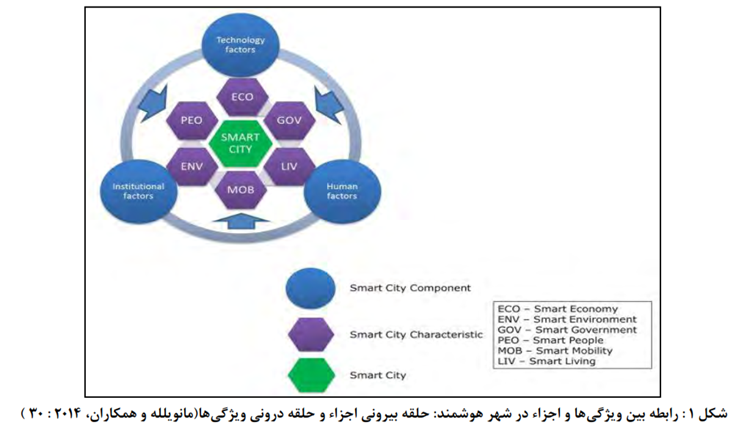 Technology
factors
ECO
PEO
GOV
SMART
CITY
ENV
LIV
MOB
Institutional
factors
Human
factors
Smart City Component
Smart City Characteristic
Smart City
ECO – Smart Economy
ENV – Smart Environment
GOV – Smart Government
PEO – Smart People
MOB – Smart Mobility
LIV – Smart Living
شکل ۱ : رابطه بین ویژگی‌ها و اجزاء در شهر هوشمند: حلقه بیرونی اجزاء و حلقه درونی ویژگی‌ها(مانویلله و همکاران، ۲۰۱۴ : ۳۰ )